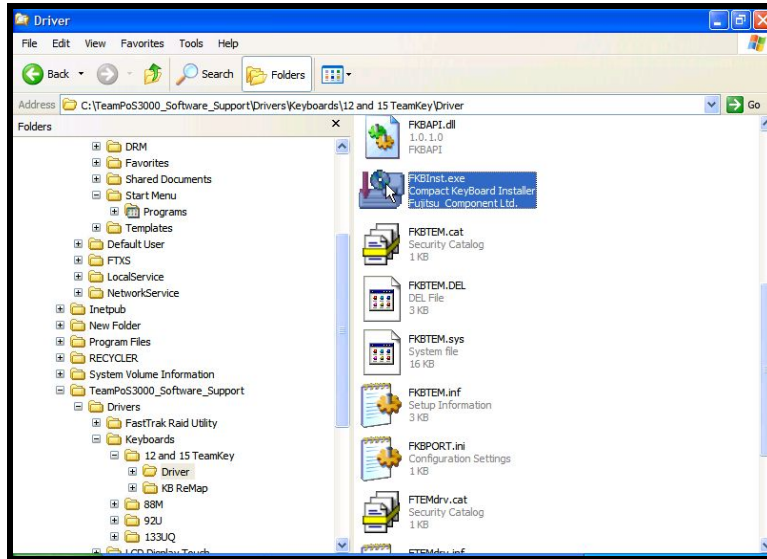 Driver
File Edit View Favorites Tools Help
Back Search Folders
Address C:\TeamPoS3000_Software_Support\Drivers\Keyboards\12 and 15 TeamKey\Driver Go
Folders
DRM
Favorites
Shared Documents
Start Menu
Programs
Templates
Default User
FTXS
LocalService
NetworkService
Inetpub
New Folder
Program Files
RECYCLER
System Volume Information
TeamPoS3000_Software_Support
Drivers
FastTrak Raid Utility
Keyboards
12 and 15 TeamKey
Driver
KB ReMap
88M
92U
133UQ
LCD Display Touch
FKBAPI.dll
1.0.1.0
FKBAPI
FKBInst.exe
Compact KeyBoard Installer
Fujitsu Component Ltd.
FKBTEM.cat
Security Catalog
1 KB
FKBTEM.DEL
DEL File
3 KB
FKBTEM.sys
System file
16 KB
FKBTEM.inf
Setup Information
3 KB
FKBPORT.ini
Configuration Settings
1 KB
FTEMdrv.cat
Security Catalog
1 KB
FTEMdrv.inf